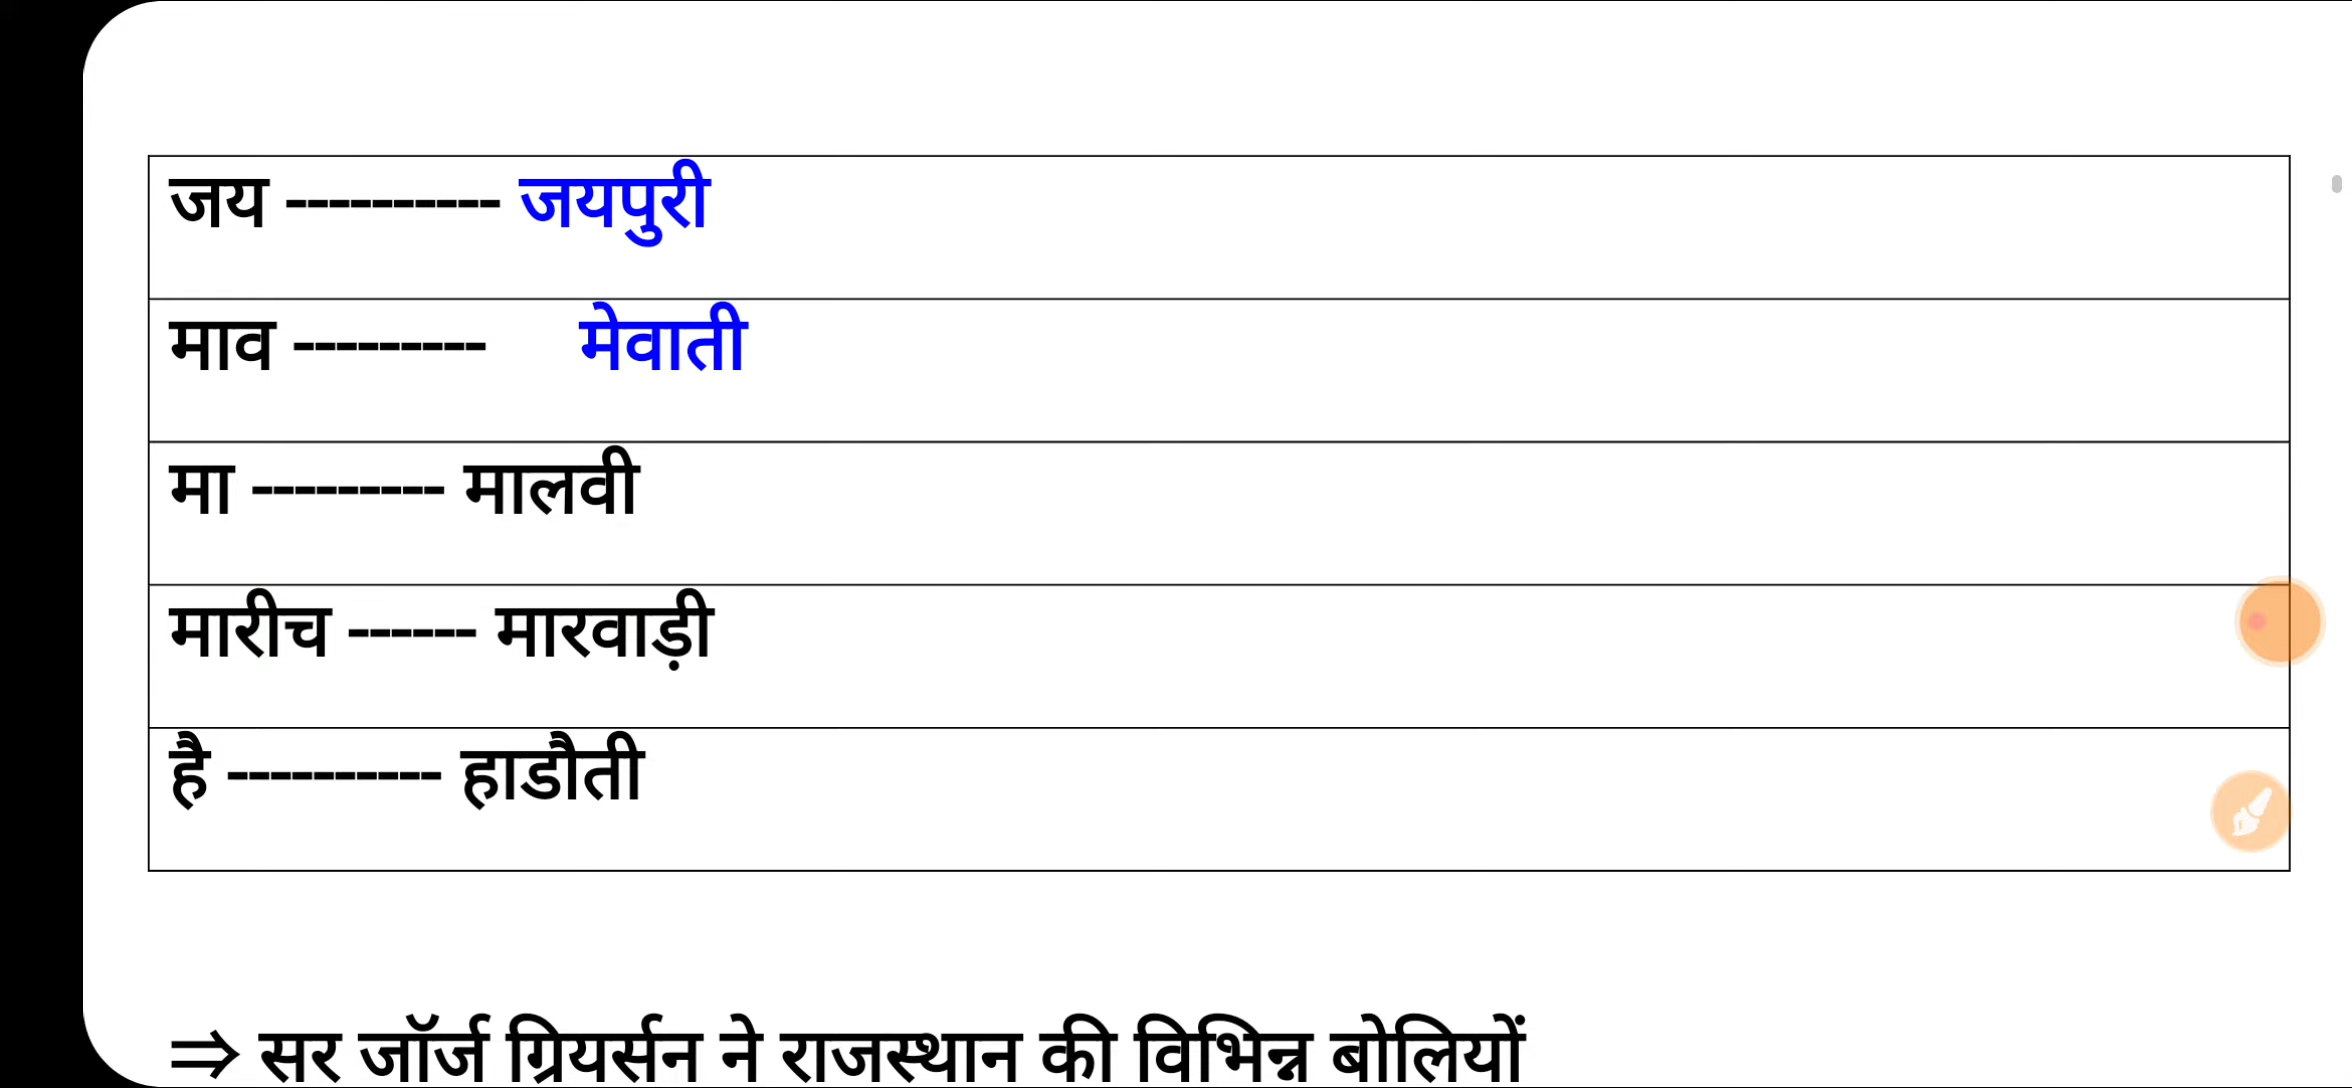 जय ---------- जयपुरी
माव --------- मेवाती
मा --------- मालवी
मारीच ------ मारवाड़ी
है ---------- हाडौती
⇒ सर जॉर्ज ग्रियर्सन ने राजस्थान की विभिन्न बोलियों